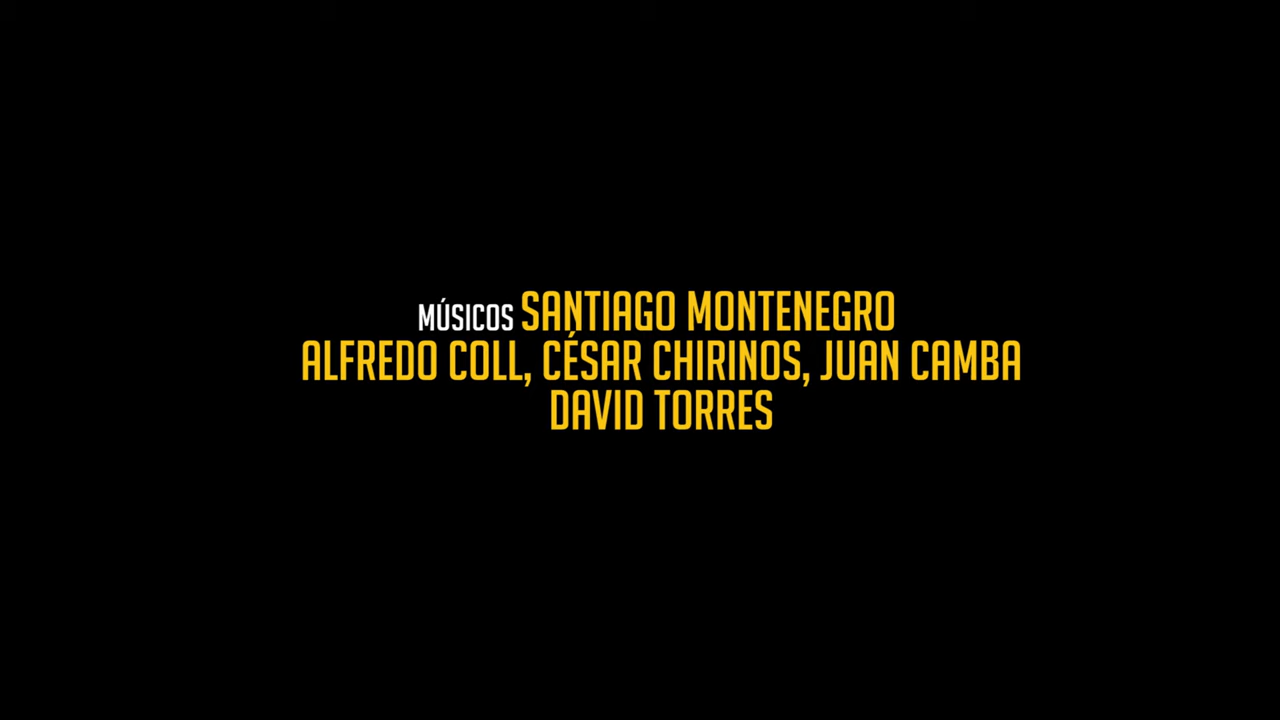 MÚSICOS SANTIAGO MONTENEGRO
ALFREDO COLL, CÉSAR CHIRINOS, JUAN CAMBA
DAVID TORRES